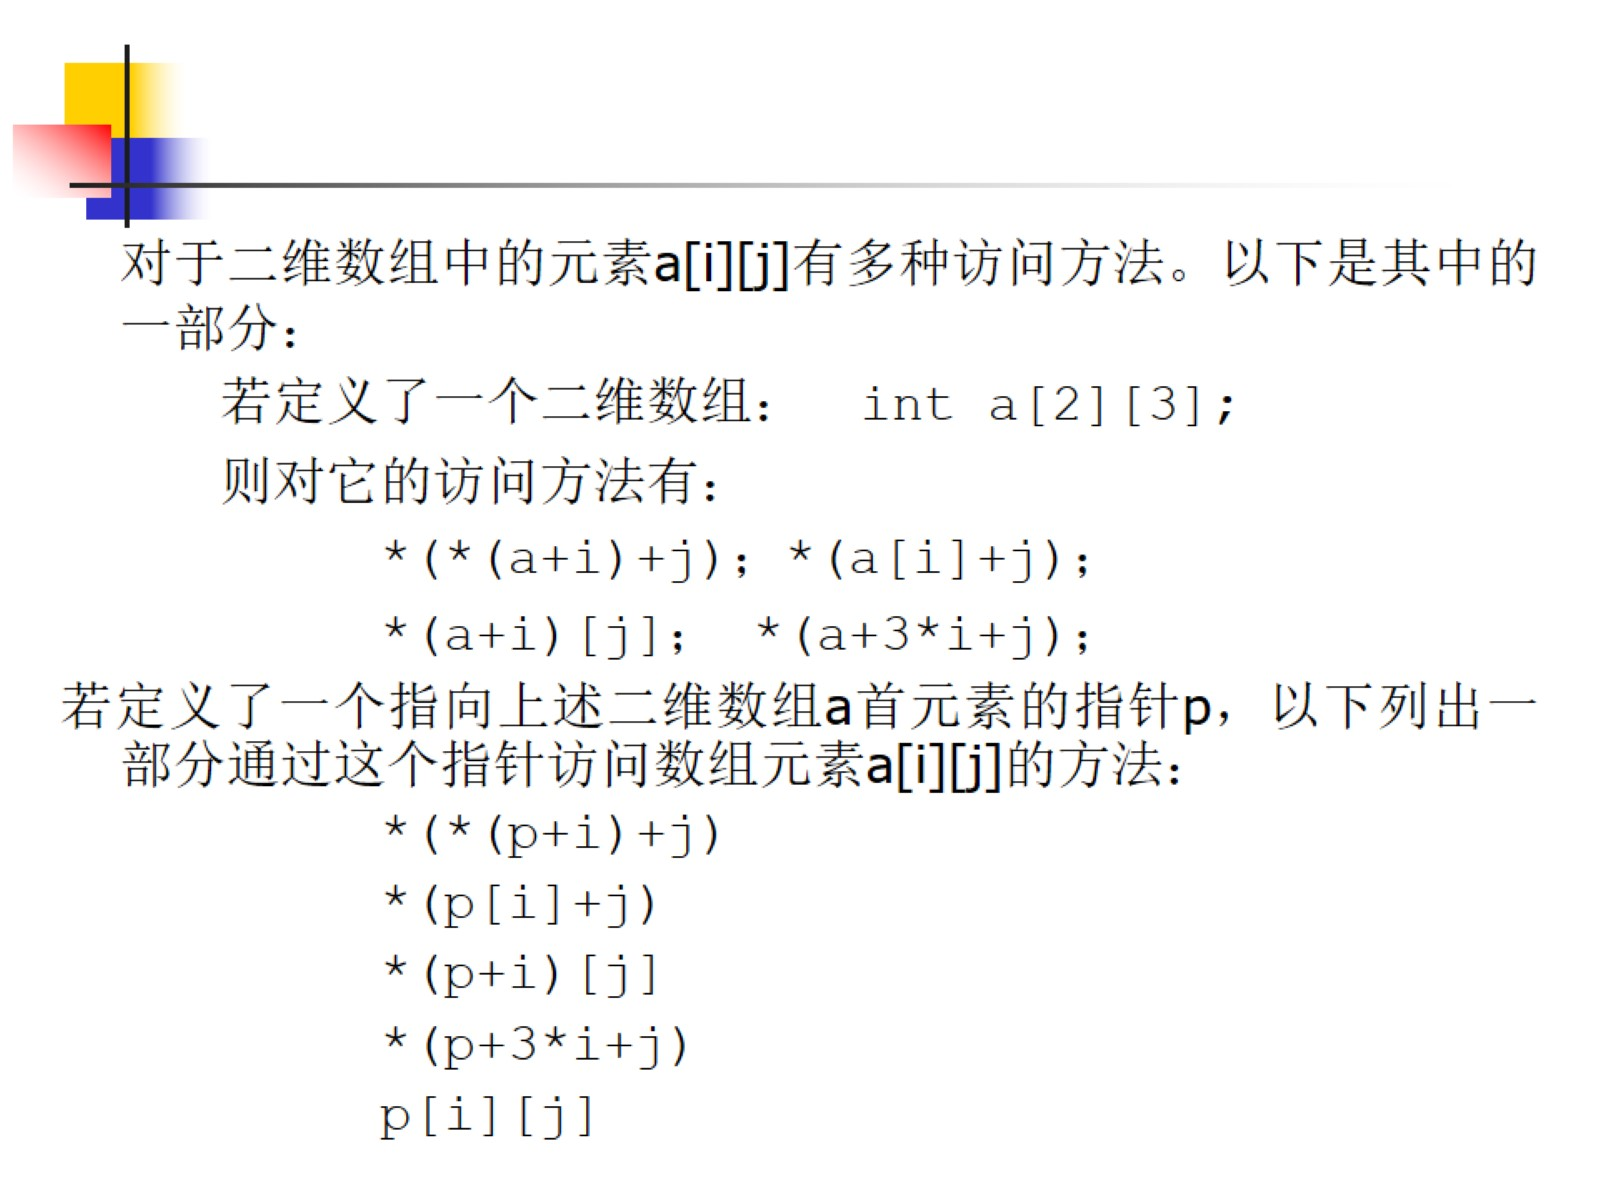 对于二维数组中的元素a[i][j]有多种访问方法。以下是其中的
一部分：
若定义了一个二维数组： int a[2][3];
则对它的访问方法有：
*(*(a+i)+j); *(a[i]+j);
*(a+i)[j]; *(a+3*i+j);
若定义了一个指向上述二维数组a首元素的指针p，以下列出一
部分通过这个指针访问数组元素a[i][j]的方法：
*(*(p+i)+j)
*(p[i]+j)
*(p+i)[j]
*(p+3*i+j)
p[i][j]